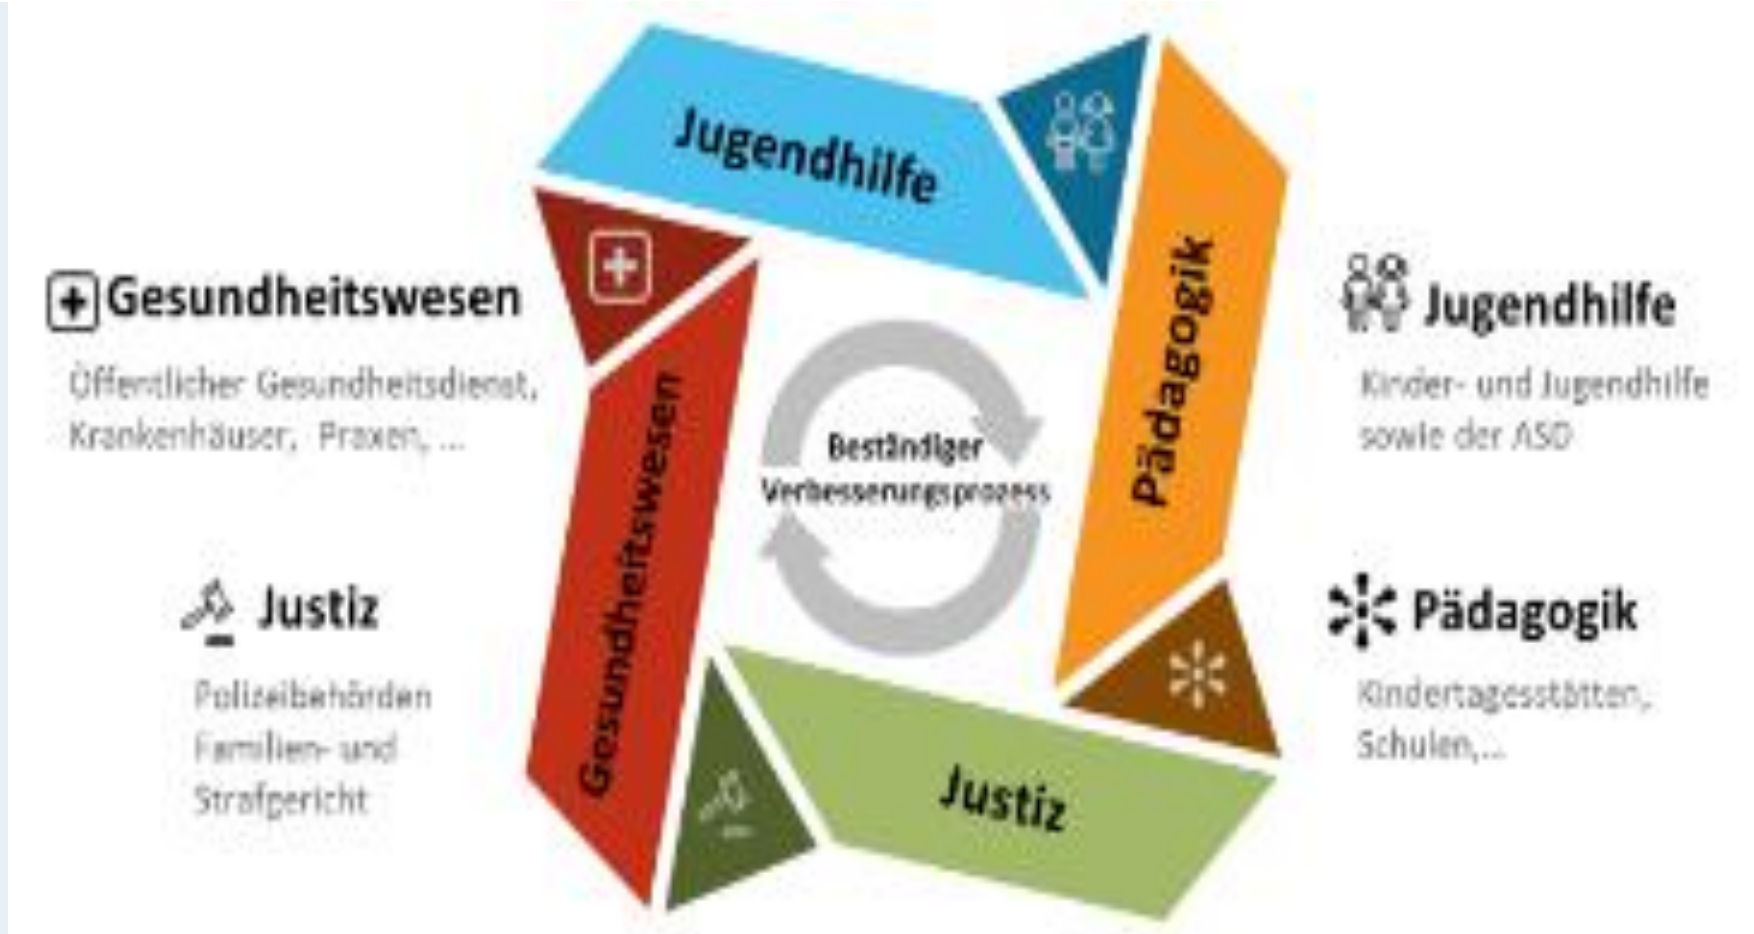 Jugendhilfe
Pädagogik
Gesundheitswesen
Justiz
Beständiger
Verbesserungsprozess
Gesundheitswesen
Öffentlicher Gesundheitsdienst,
Krankenhäuser, Praxen, ...
Justiz
Polizeibehörden
Familien- und
Strafgericht
Jugendhilfe
Kinder- und Jugendhilfe
sowie der ASD
Pädagogik
Kindertagesstätten,
Schulen,...